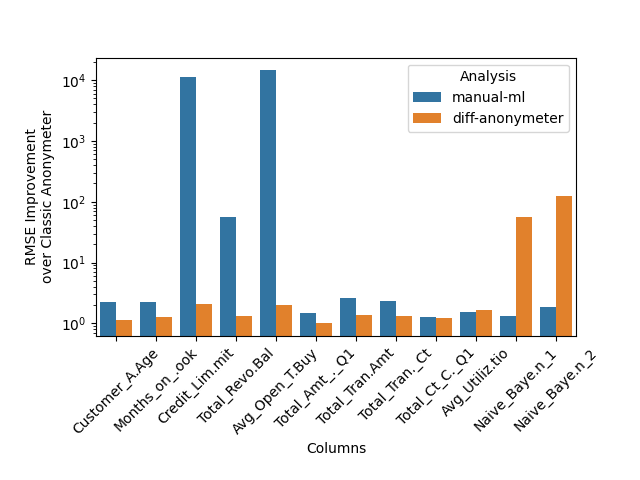 RMSE Improvement
over Classic Anonymeter
10^4
10^3
10^2
10^1
10^0
Analysis
manual-ml
diff-anonymeter
Customer_A.Age
Months_on_.ook
Credit_Lim.mit
Total_Revo.Bal
Avg_Open_T.Buy
Total_Amt_._Q1
Total_Tran.Amt
Total_Tran._Ct
Total_Ct_C._Q1
Avg_Utiliz.tio
Naive_Baye.n_1
Naive_Baye.n_2
Columns